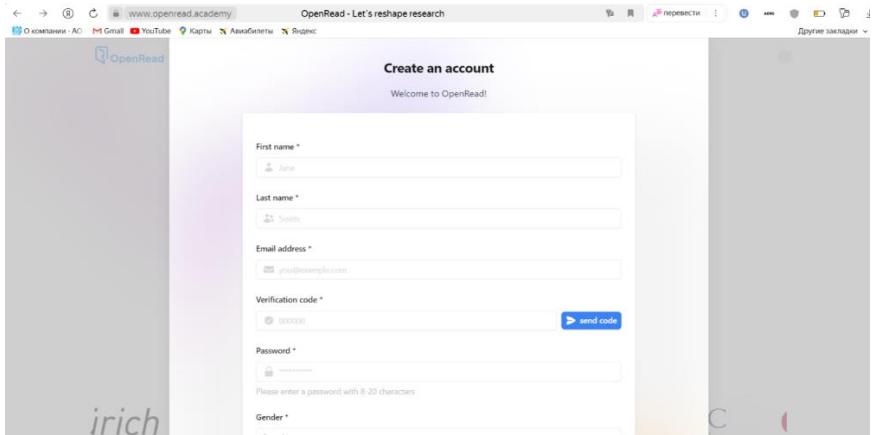 www.openread.academy
OpenRead - Let's reshape research
перевести
О компании - АО
Gmail
YouTube
Карты
Авиабилеты
Яндекс
Другие закладки
OpenRead
Create an account
Welcome to OpenRead!
First name *
Jane
Last name *
Smith
Email address *
you@example.com
Verification code *
000000
send code
Password *
Please enter a password with 8-20 characters
Gender *
irich
C